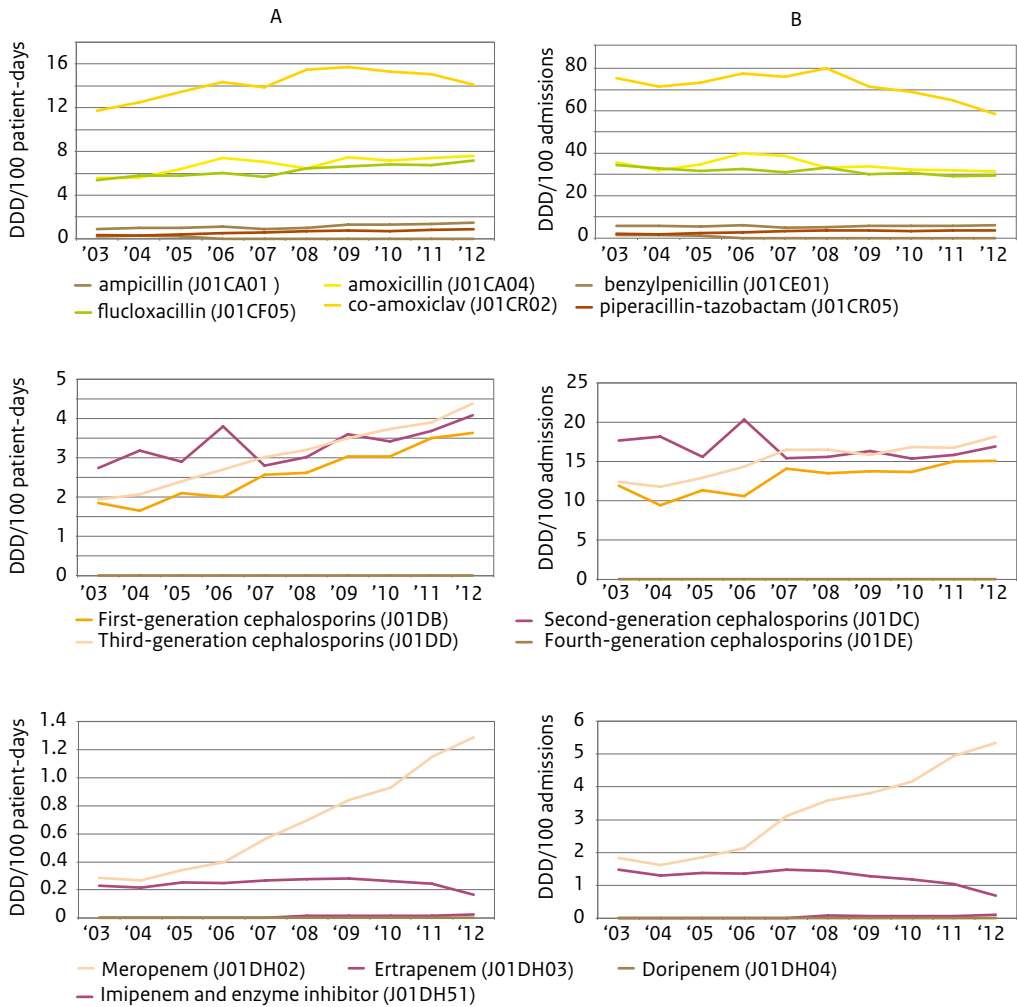 A
B
DDD/100 patient-days
16
12
8
4
0
'03 '04 '05 '06 '07 '08 '09 '10 '11 '12
DDD/100 admissions
80
60
40
20
0
'03 '04 '05 '06 '07 '08 '09 '10 '11 '12
ampicillin (J01CA01 )
amoxicillin (J01CA04)
benzylpenicillin (J01CE01)
flucloxacillin (J01CF05)
co-amoxiclav (J01CR02)
piperacillin-tazobactam (J01CR05)
DDD/100 patient-days
5
4
3
2
1
0
'03 '04 '05 '06 '07 '08 '09 '10 '11 '12
DDD/100 admissions
25
20
15
10
5
0
'03 '04 '05 '06 '07 '08 '09 '10 '11 '12
First-generation cephalosporins (J01DB)
Second-generation cephalosporins (J01DC)
Third-generation cephalosporins (J01DD)
Fourth-generation cephalosporins (J01DE)
DDD/100 patient-days
1.4
1.2
1.0
0.8
0.6
0.4
0.2
0
‘03 ‘04 ‘05 ‘06 ‘07 ‘08 ‘09 ‘10 ‘11 ‘12
DDD/100 admissions
6
5
4
3
2
1
0
‘03 ‘04 ‘05 ‘06 ‘07 ‘08 ‘09 ‘10 ‘11 ‘12
Meropenem (J01DH02)
Ertrapenem (J01DH03)
Doripenem (J01DH04)
Imipenem and enzyme inhibitor (J01DH51)